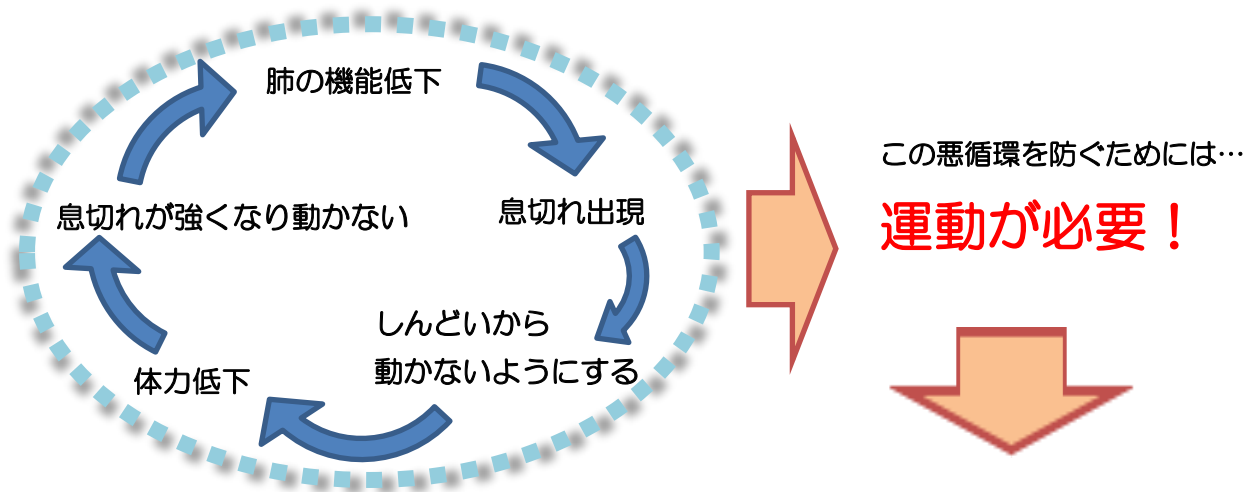 肺の機能低下
息切れ出現
しんどいから
動かないようにする
体力低下
息切れが強くなり動かない
この悪循環を防ぐためには…
運動が必要！